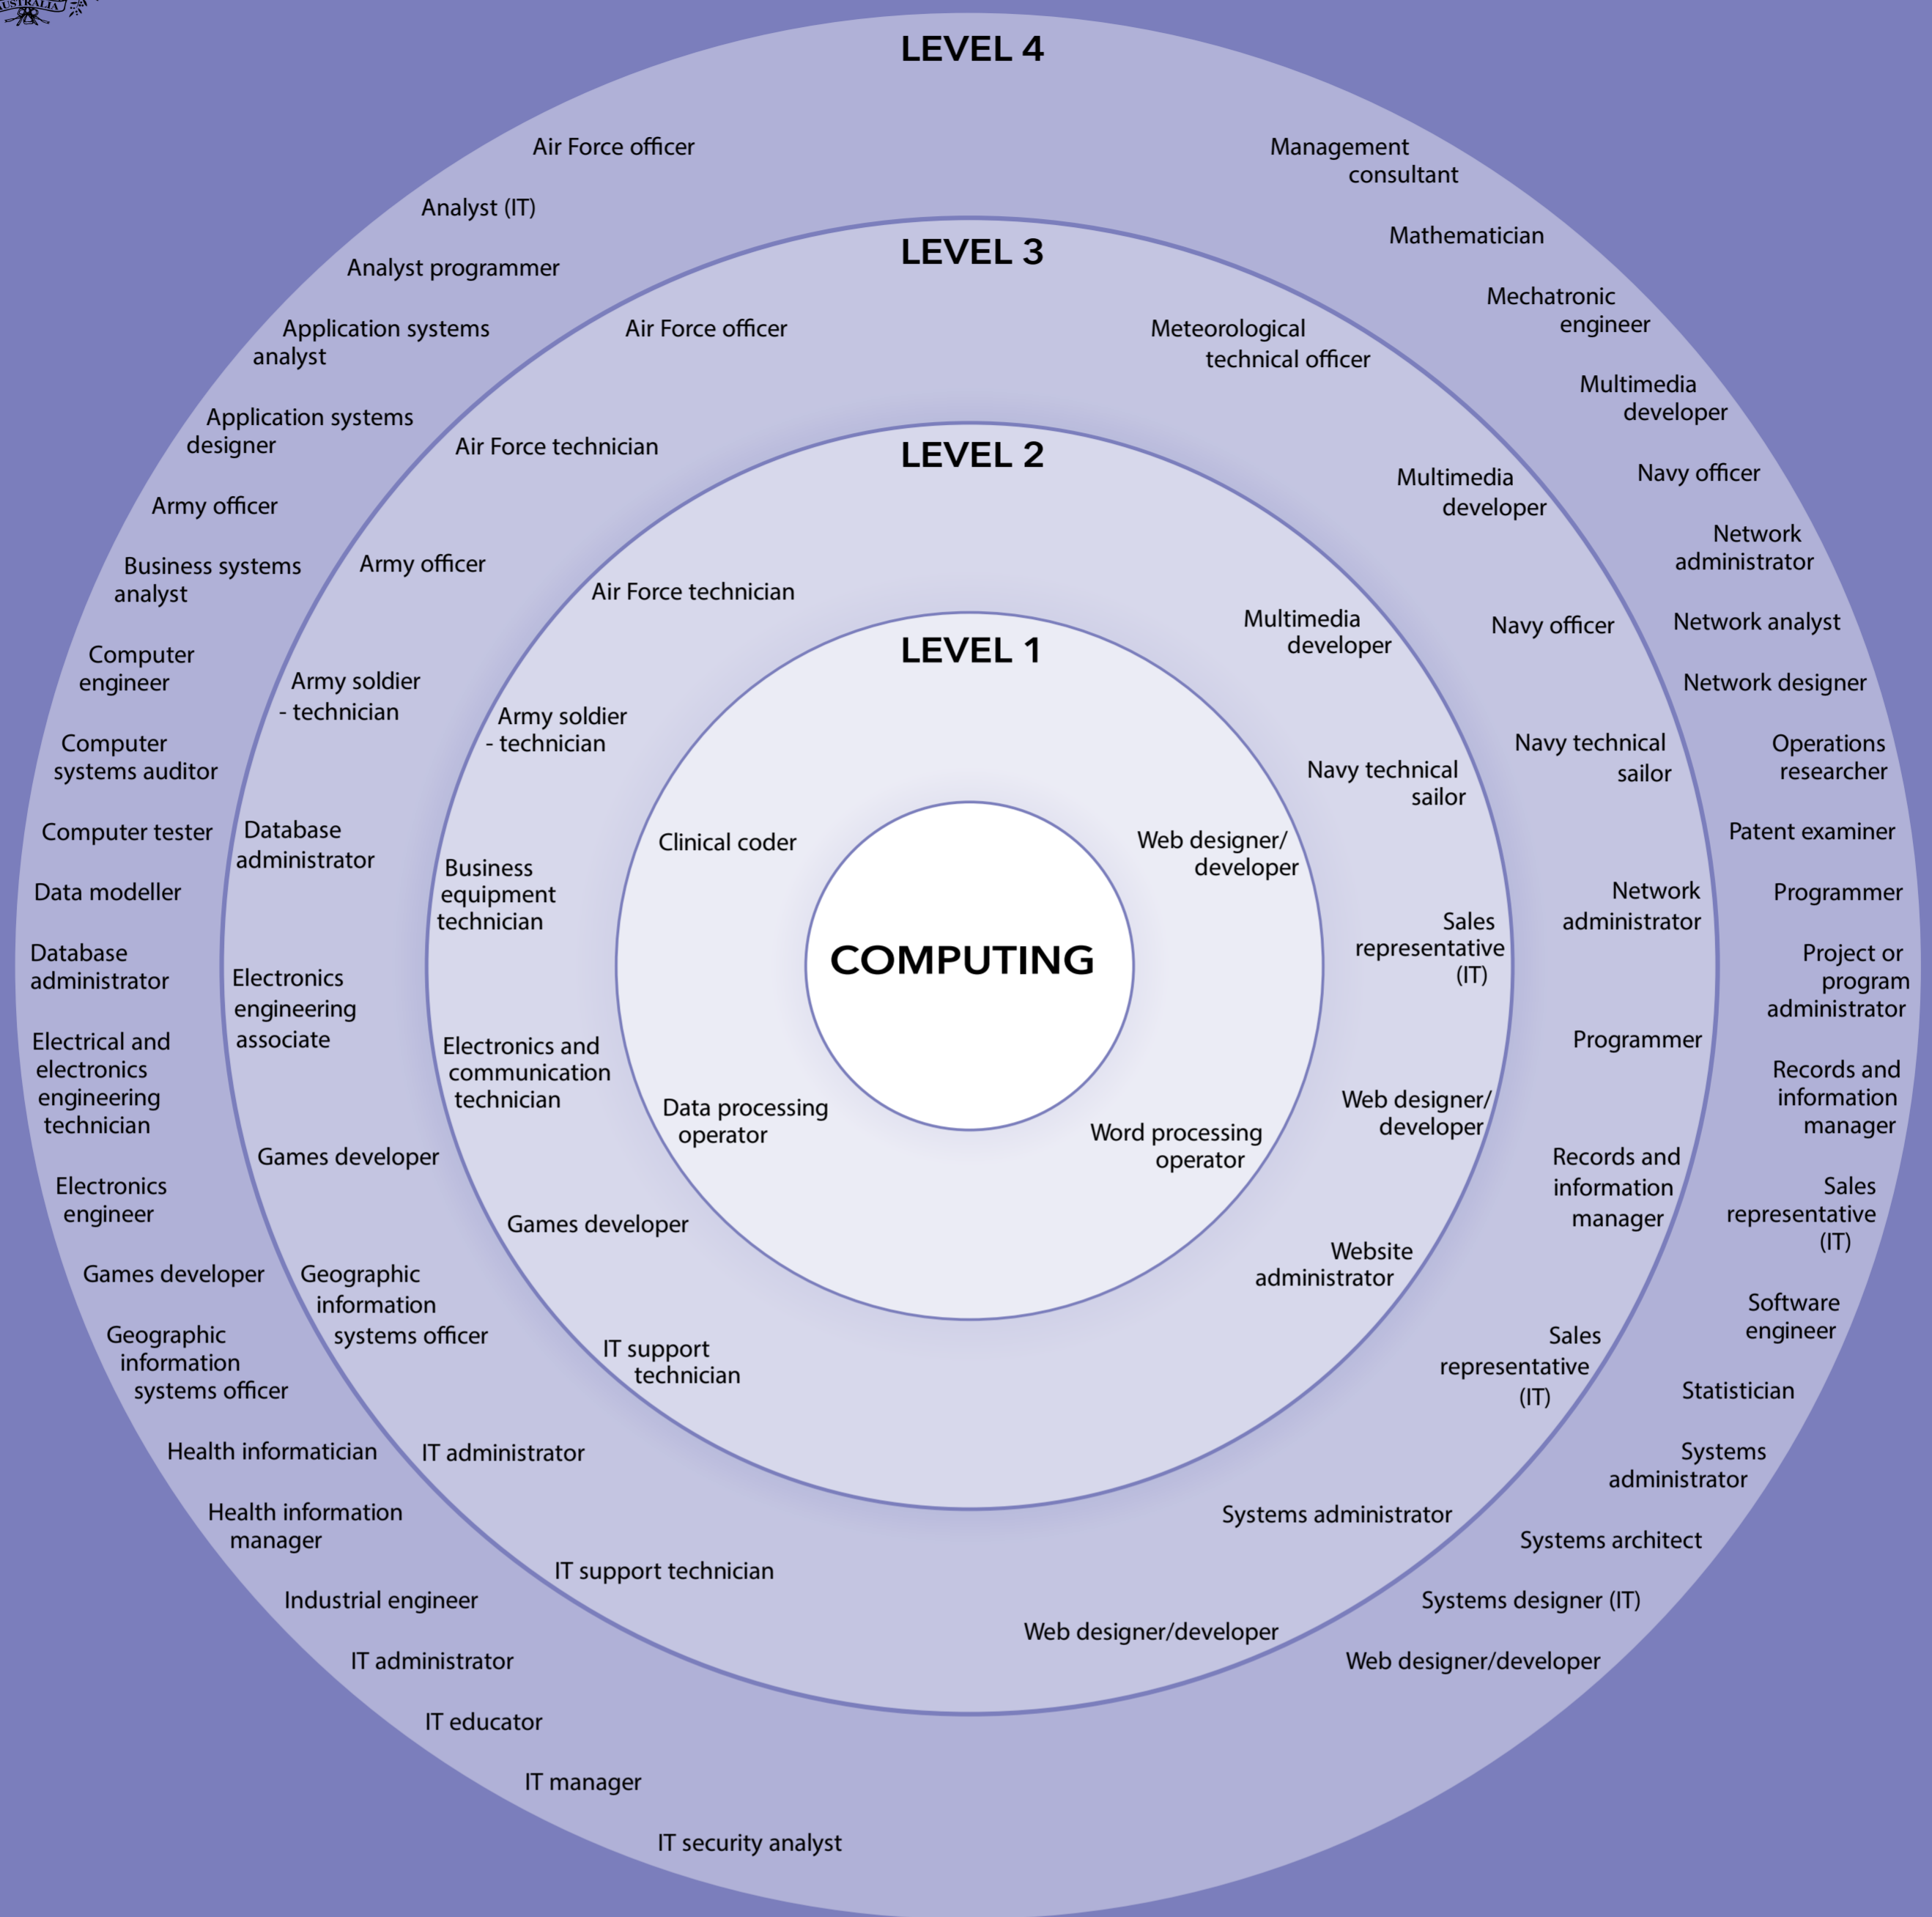 AUSTRALIA
LEVEL 4
Air Force officer
Analyst (IT)
Analyst programmer
Application systems
analyst
Application systems
designer
Army officer
Business systems
analyst
Computer
engineer
Computer
systems auditor
Computer tester
Data modeller
Database
administrator
Electrical and
electronics
engineering
technician
Electronics
engineer
Games developer
Geographic
information
systems officer
Health informatician
Health information
manager
Industrial engineer
IT administrator
IT educator
IT manager
IT security analyst
Management
consultant
Mathematician
Mechatronic
engineer
Multimedia
developer
Navy officer
Network
administrator
Network analyst
Network designer
Operations
researcher
Patent examiner
Programmer
Project or
program
administrator
Records and
information
manager
Sales
representative
(IT)
Software
engineer
Statistician
Systems
administrator
Systems architect
Systems designer (IT)
Web designer/developer
LEVEL 3
Air Force officer
Air Force technician
Army officer
Army soldier
- technician
Database
administrator
Electronics
engineering
associate
Games developer
Geographic
information
systems officer
IT administrator
IT support technician
Meteorological
technical officer
Multimedia
developer
Navy officer
Navy technical
sailor
Network
administrator
Programmer
Records and
information
manager
Sales
representative
(IT)
Systems administrator
Web designer/developer
LEVEL 2
Air Force technician
Army soldier
- technician
Business
equipment
technician
Electronics and
communication
technician
Games developer
IT support
technician
Multimedia
developer
Navy technical
sailor
Sales
representative
(IT)
Web designer/
developer
Website
administrator
LEVEL 1
Clinical coder
Data processing
operator
Web designer/
developer
Word processing
operator
COMPUTING